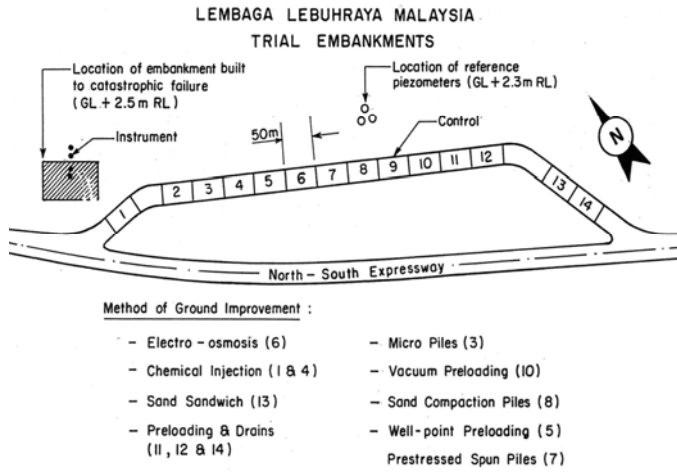 LEMBAGA LEBUHRAYA MALAYSIA
TRIAL EMBANKMENTS
Location of embankment built
to catastrophic failure
(GL + 2.5m RL)
Location of reference
piezometers (GL + 2.3m RL)
Instrument
50m
Control
N
1
2
3
4
5
6
7
8
9
10
11
12
13
14
North - South Expressway
Method of Ground Improvement :
- Electro - osmosis (6)
- Chemical Injection (1 & 4)
- Sand Sandwich (13)
- Preloading & Drains
(11, 12 & 14)
- Micro Piles (3)
- Vacuum Preloading (10)
- Sand Compaction Piles (8)
- Well-point Preloading (5)
Prestressed Spun Piles (7)